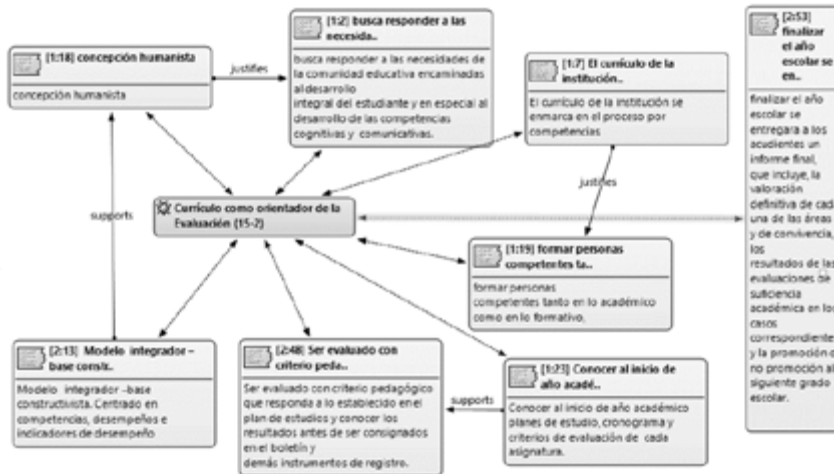 [1:18] concepción humanista
concepción humanista
justifies
[1:2] busca responder a las
necesida..
busca responder a las necesidades de
la comunidad educativa encaminadas
al desarrollo
integral del estudiante y en especial al
desarrollo de las competencias
cognitivas y comunicativas.
[1:7] El currículo de la
institución..
El currículo de la institución se
enmarca en el proceso por
competencias
[2:53]
finalizar
el año
escolar se
en..
finalizar el año
escolar se
entregara a los
acudientes un
informe final,
que incluye, la
valoración
definitiva de cada
una de las áreas
y de convivencia,
los
resultados de las
evaluaciones de
suficiencia
académica en los
casos
correspondiente
y la promoción o
no promoción al
siguiente grado
escolar.
justifies
supports
Currículo como orientador de la
Evaluación (15-2)
[1:19] formar personas
competentes ta..
formar personas
competentes tanto en lo académico
como en lo formativo,
[2:13] Modelo integrador –
base constr..
Modelo integrador –base
constructivista. Centrado en
competencias, desempeños e
indicadores de desempeño
[2:48] Ser evaluado con
criterio peda..
Ser evaluado con criterio pedagógico
que responda a lo establecido en el
plan de estudios y conocer los
resultados antes de ser consignados
en el boletín y
demás instrumentos de registro.
supports
[1:23] Conocer al inicio de
año acadé..
Conocer al inicio de año académico
planes de estudio, cronograma y
criterios de evaluación de cada
asignatura.